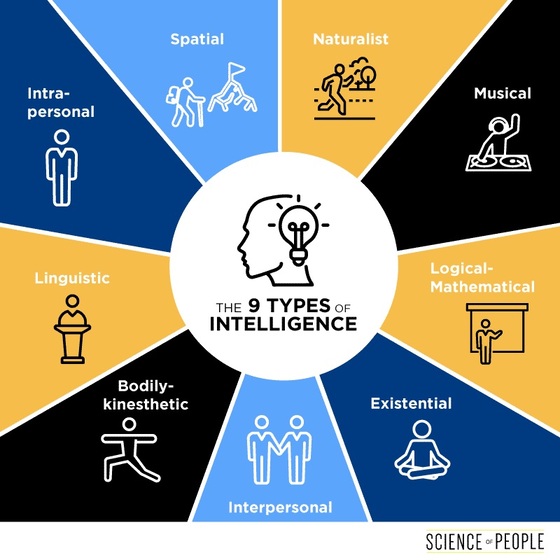 Spatial
Naturalist
Intra-
personal
Musical
Linguistic
Logical-
Mathematical
THE 9 TYPES OF
INTELLIGENCE
Bodily-
kinesthetic
Existential
Interpersonal
SCIENCE OF PEOPLE